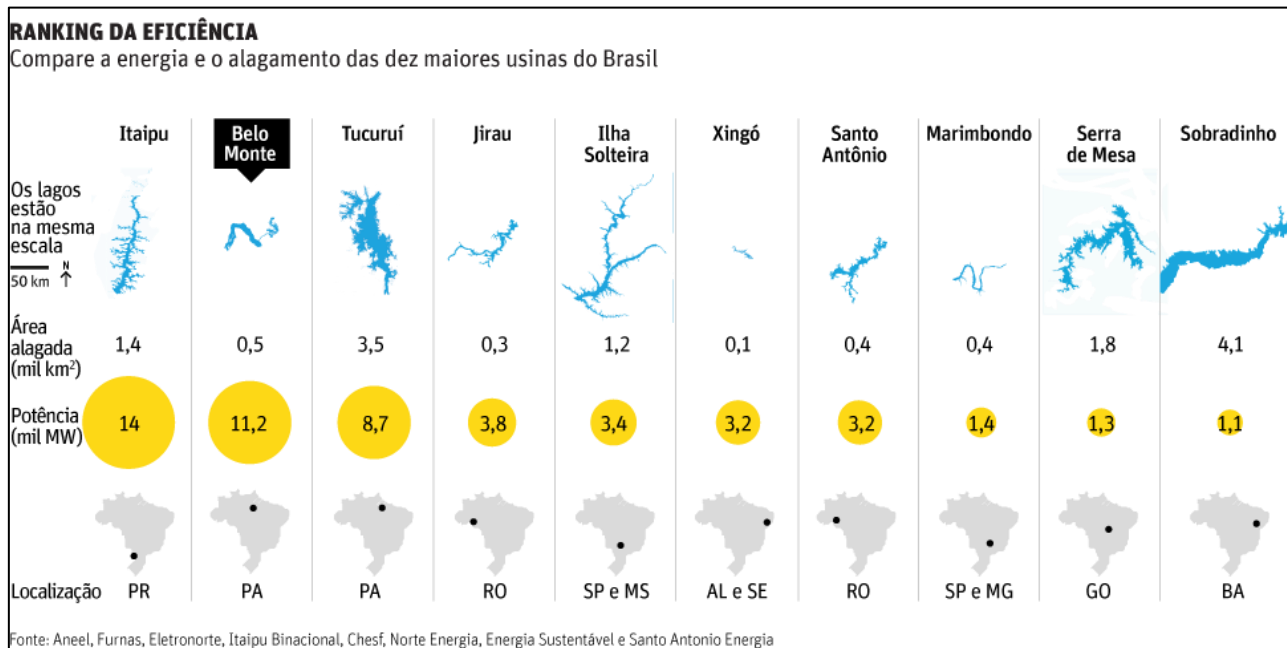 RANKING DA EFICIÊNCIA
Compare a energia e o alagamento das dez maiores usinas do Brasil
Itaipu
Belo
Monte
Tucuruí
Jirau
Ilha
Solteira
Xingó
Santo
Antônio
Marimbondo
Serra
de Mesa
Sobradinho
Os lagos
estão
na mesma
escala
50 km
N
Área
alagada
(mil km²)
1,4 0,5 3,5 0,3 1,2 0,1 0,4 0,4 1,8 4,1
Potência
(mil MW)
14 11,2 8,7 3,8 3,4 3,2 3,2 1,4 1,3 1,1
Localização PR PA PA RO SP e MS AL e SE RO SP e MG GO BA
Fonte: Aneel, Furnas, Eletronorte, Itaipu Binacional, Chesf, Norte Energia, Energia Sustentável e Santo Antonio Energia